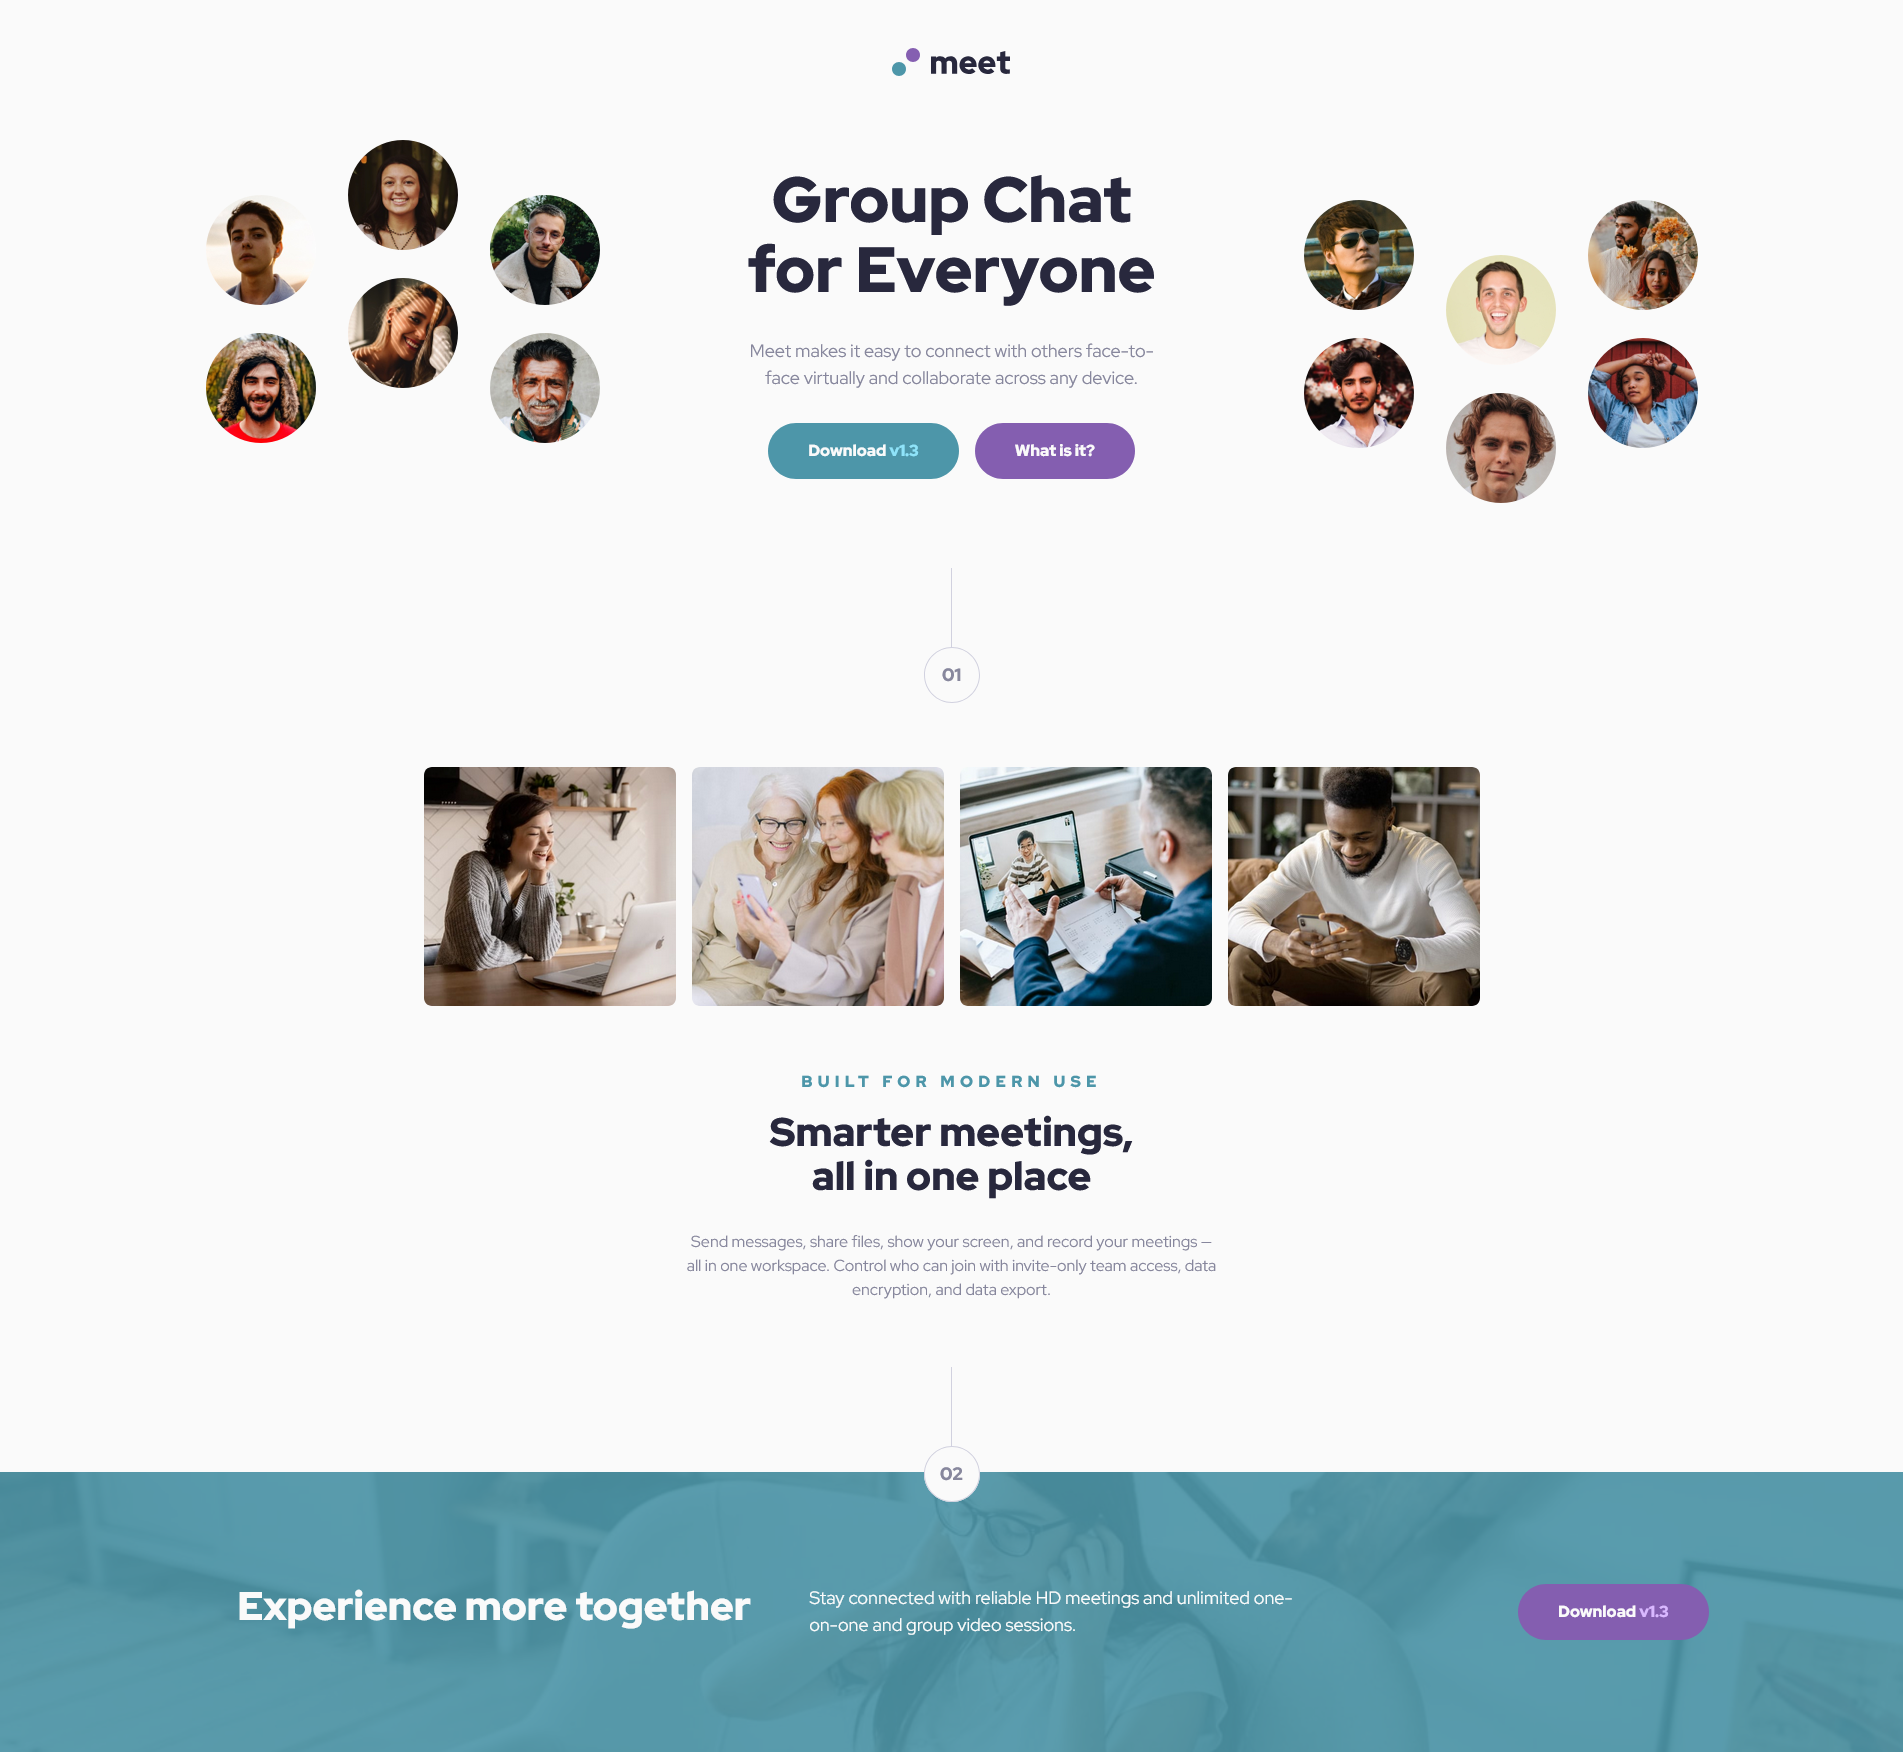 meet
Group Chat
for Everyone
Meet makes it easy to connect with others face-to-
face virtually and collaborate across any device.
Download v1.3
What is it?
01
BUILT FOR MODERN USE
Smarter meetings,
all in one place
Send messages, share files, show your screen, and record your meetings —
all in one workspace. Control who can join with invite-only team access, data
encryption, and data export.
02
Experience more together
Stay connected with reliable HD meetings and unlimited one-
on-one and group video sessions.
Download v1.3